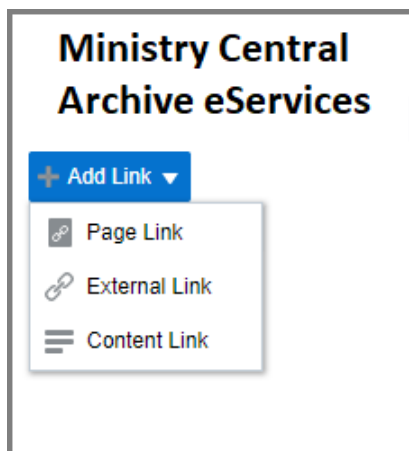 Ministry Central
Archive eServices
Add Link
Page Link
External Link
Content Link